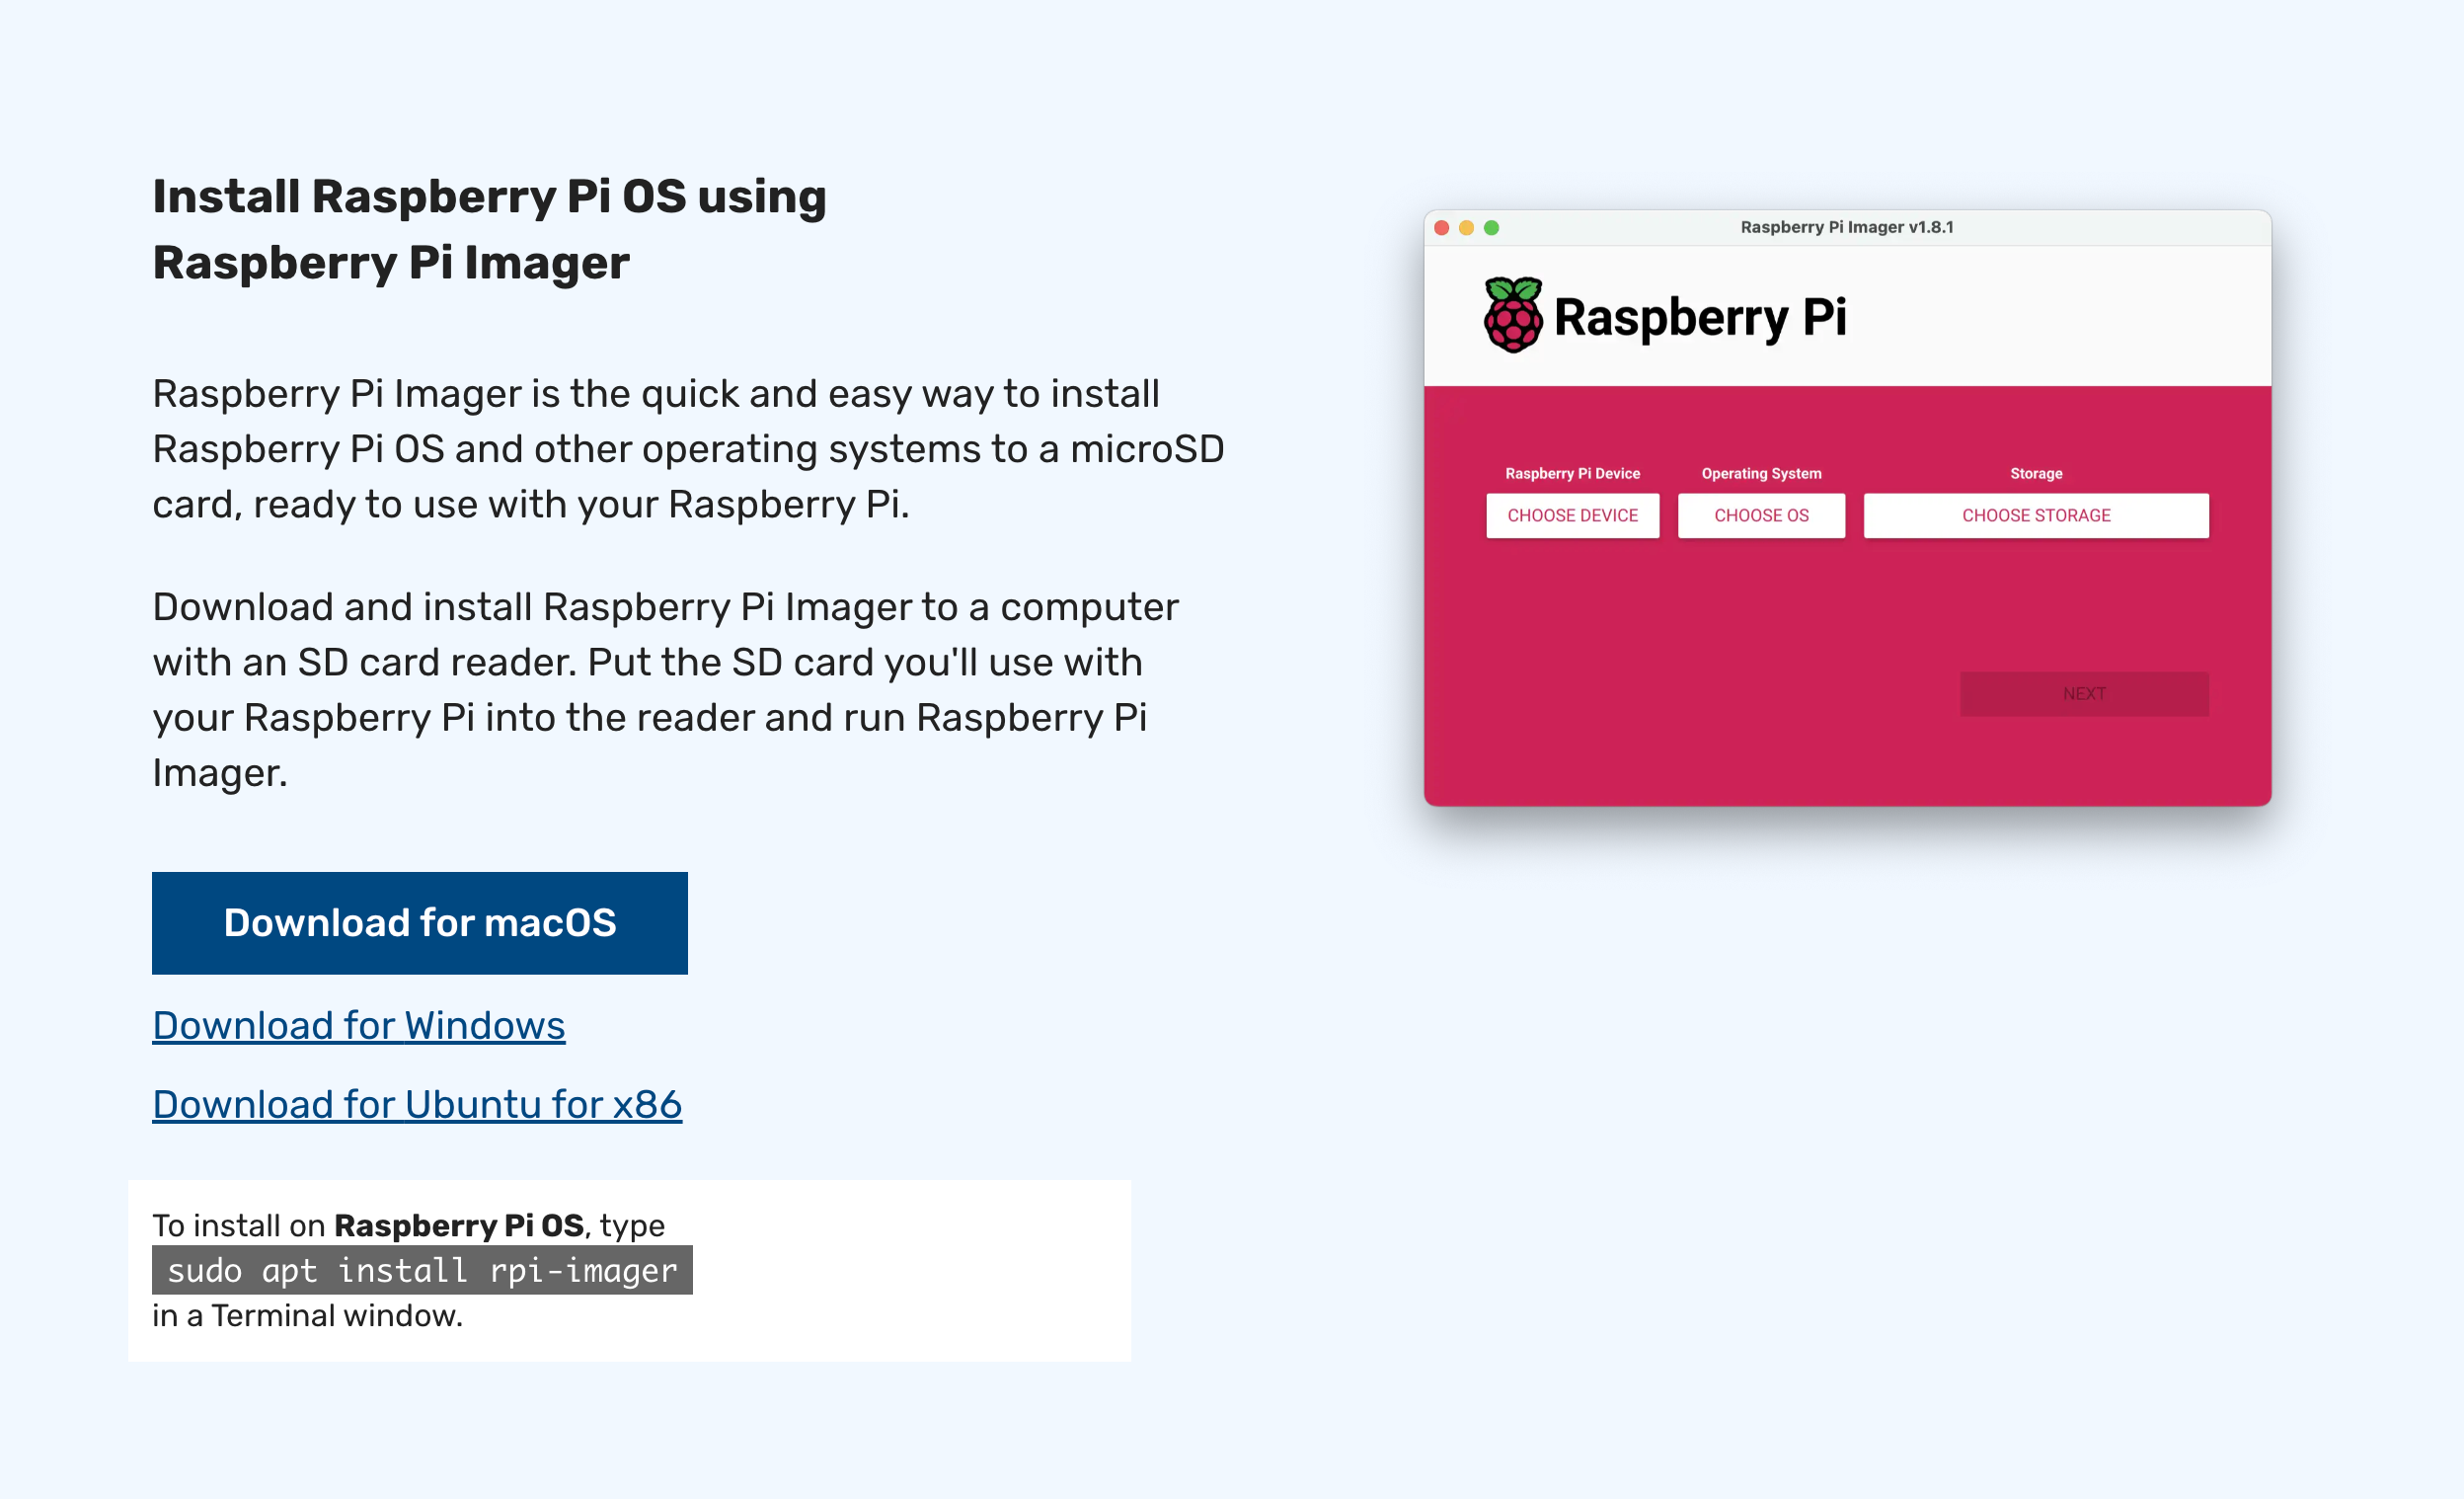 Install Raspberry Pi OS using
Raspberry Pi Imager
Raspberry Pi Imager is the quick and easy way to install
Raspberry Pi OS and other operating systems to a microSD
card, ready to use with your Raspberry Pi.
Download and install Raspberry Pi Imager to a computer
with an SD card reader. Put the SD card you'll use with
your Raspberry Pi into the reader and run Raspberry Pi
Imager.
Download for macOS
Download for Windows
Download for Ubuntu for x86
To install on Raspberry Pi OS, type
sudo apt install rpi-imager
in a Terminal window.
Raspberry Pi Imager v1.8.1
Raspberry Pi
Raspberry Pi Device Operating System Storage
CHOOSE DEVICE CHOOSE OS CHOOSE STORAGE
NEXT